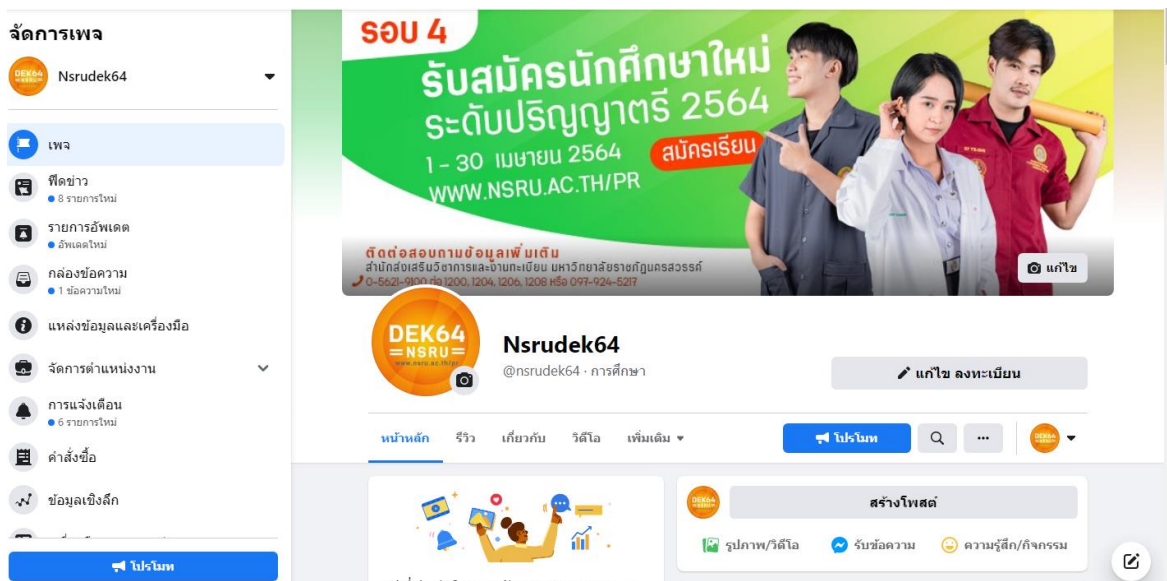 จัดการเพจ
DEK64
NSRU
Nsrudek64
เพจ
ฟีดข่าว
8 รายการใหม่
รายการอัพเดต
อัพเดตใหม่
กล่องข้อความ
1 ข้อความใหม่
แหล่งข้อมูลและเครื่องมือ
จัดการตำแหน่งงาน
การแจ้งเตือน
6 รายการใหม่
คำสั่งซื้อ
ข้อมูลเชิงลึก
โปรโมท
รอบ 4
รับสมัครนักศึกษาใหม่
ระดับปริญญาตรี 2564
1 - 30 เมษายน 2564 สมัครเรียน
WWW.NSRU.AC.TH/PR
ติดต่อสอบถามข้อมูลเพิ่มเติม
สำนักส่งเสริมวิชาการและงานทะเบียน มหาวิทยาลัยราชภัฏนครสวรรค์
0-5621-9100 ต่อ 1200, 1204, 1206, 1208 หรือ 097-924-5217
แก้ไข
DEK64
NSRU
www.nsru.ac.th/pr
Nsrudek64
@nsrudek64 · การศึกษา
แก้ไข ลงทะเบียน
หน้าหลัก รีวิว เกี่ยวกับ วิดีโอ เพิ่มเติม
โปรโมท
DEK64
DEK64
สร้างโพสต์
รูปภาพ/วิดีโอ รับข้อความ ความรู้สึก/กิจกรรม